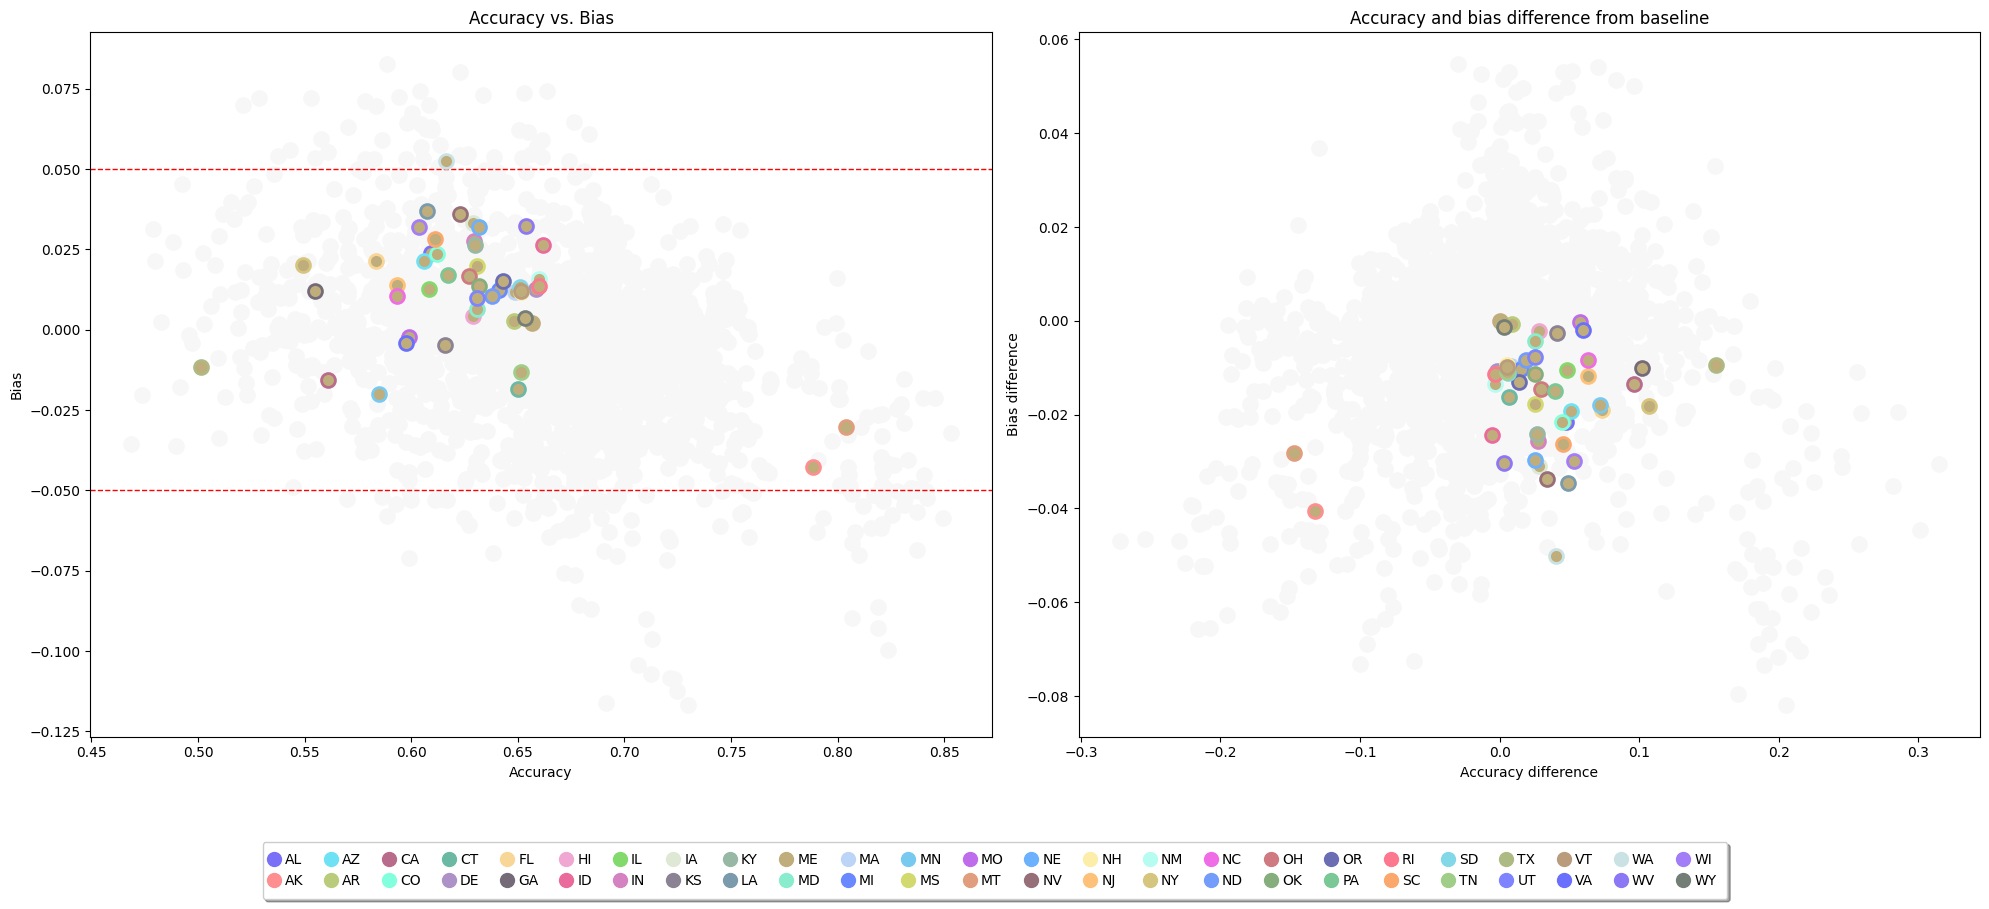 Accuracy vs. Bias
0.075
0.050
0.025
0.000
−0.025
−0.050
−0.075
−0.100
−0.125
Bias
0.45 0.50 0.55 0.60 0.65 0.70 0.75 0.80 0.85
Accuracy
Accuracy and bias difference from baseline
0.06
0.04
0.02
0.00
−0.02
−0.04
−0.06
−0.08
Bias difference
−0.3 −0.2 −0.1 0.0 0.1 0.2 0.3
Accuracy difference
AL AZ CA CT FL HI IL IA KY ME MA MN MO NE NH NM NC OH OR RI SD TX VT WA WI
AK AR CO DE GA ID IN KS LA MD MI MS MT NV NJ NY ND OK PA SC TN UT VA WV WY